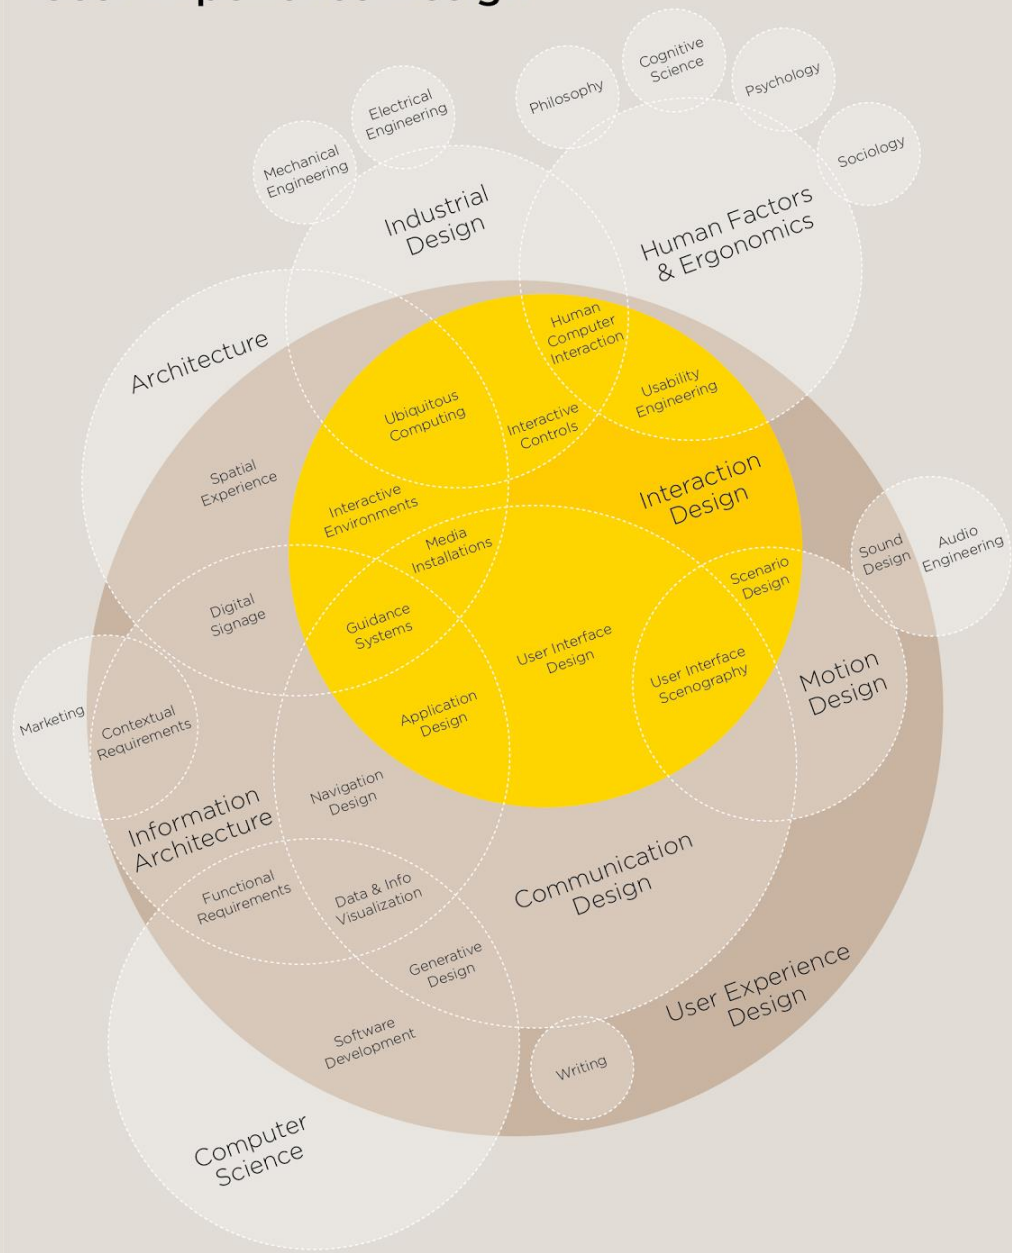 Cognitive
Science
Philosophy
Psychology
Electrical
Engineering
Sociology
Mechanical
Engineering
Industrial
Design
Human Factors
& Ergonomics
Human
Computer
Interaction
Architecture
Usability
Engineering
Ubiquitous
Computing
Interactive
Controls
Spatial
Experience
Interaction
Design
Interactive
Environments
Media
Installations
Sound
Design
Audio
Engineering
Scenario
Design
Digital
Signage
Guidance
Systems
User Interface
Design
User Interface
Scenography
Motion
Design
Marketing
Contextual
Requirements
Application
Design
Navigation
Design
Information
Architecture
Functional
Requirements
Data & Info
Visualization
Communication
Design
Generative
Design
User Experience
Design
Software
Development
Writing
Computer
Science